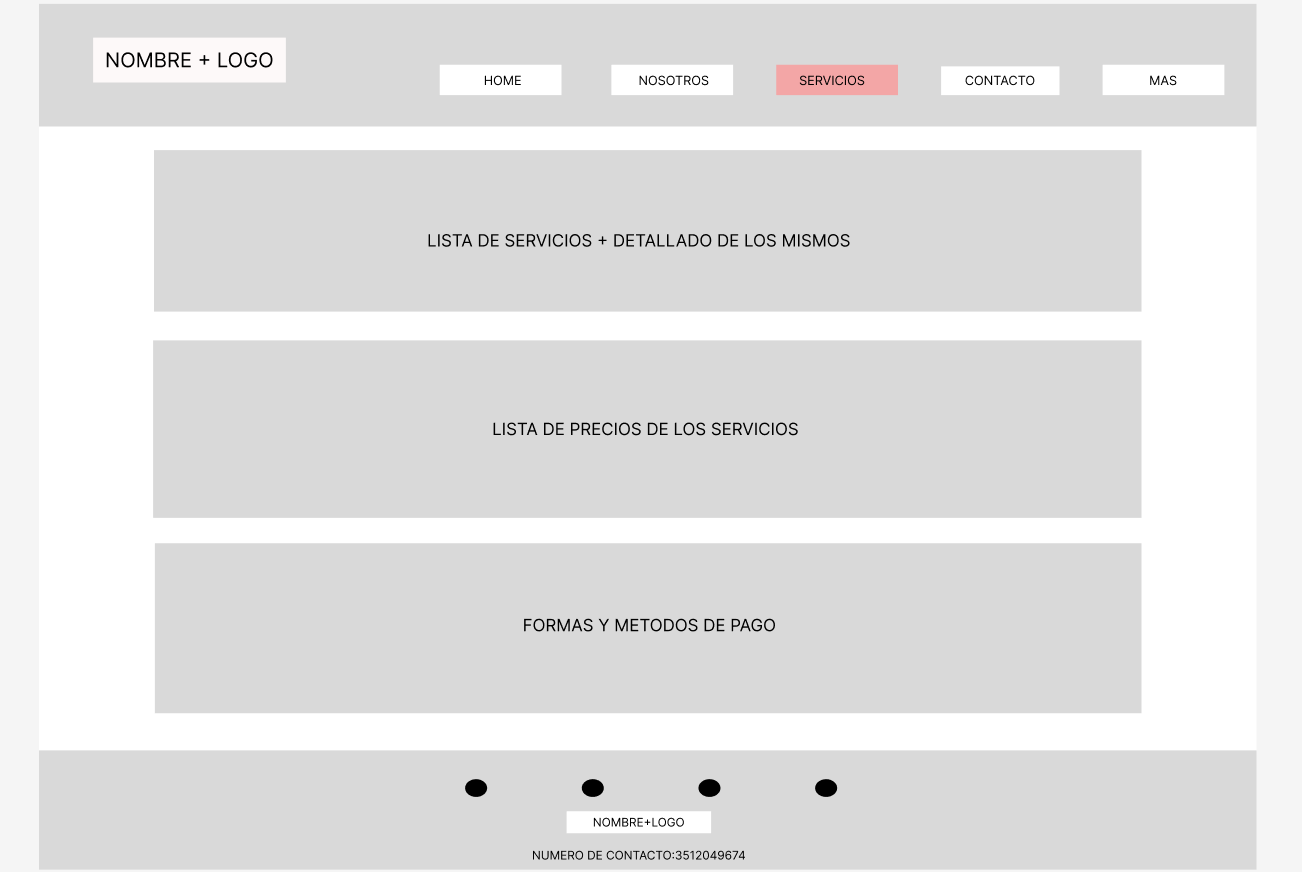 NOMBRE + LOGO
HOME
NOSOTROS
SERVICIOS
CONTACTO
MAS
LISTA DE SERVICIOS + DETALLADO DE LOS MISMOS
LISTA DE PRECIOS DE LOS SERVICIOS
FORMAS Y METODOS DE PAGO
NOMBRE+LOGO
NUMERO DE CONTACTO:3512049674